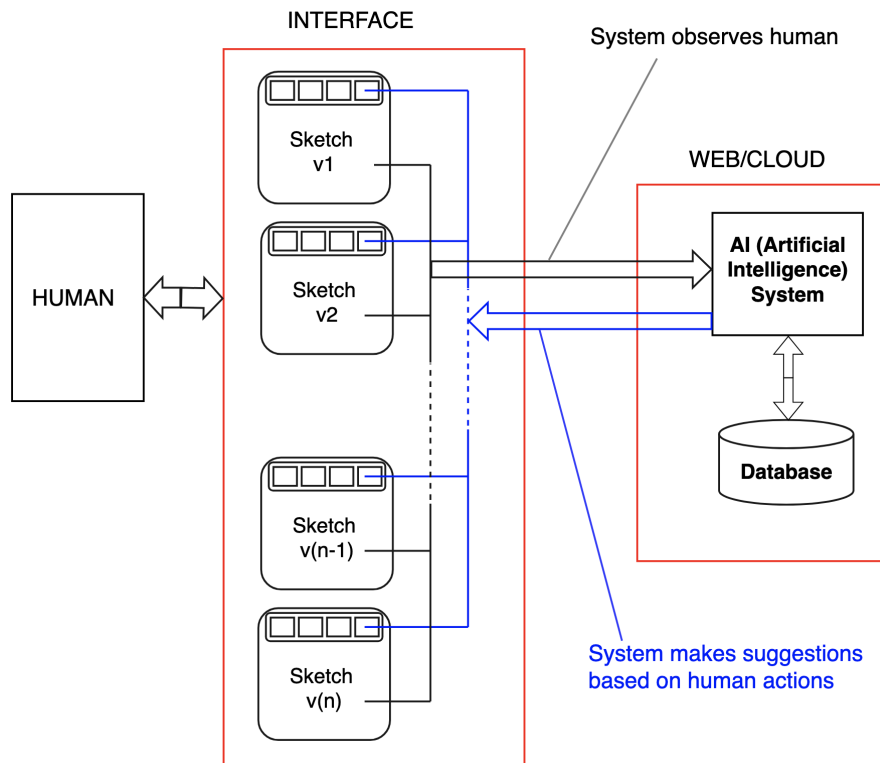 INTERFACE
System observes human
Sketch
v1
WEB/CLOUD
AI (Artificial
Intelligence)
System
HUMAN
Sketch
v2
Database
Sketch
v(n-1)
System makes suggestions
based on human actions
Sketch
v(n)